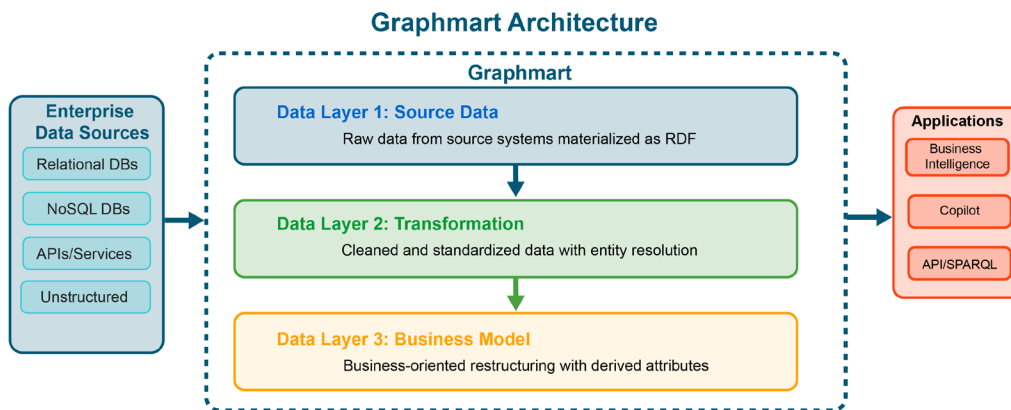 Graphmart Architecture
Enterprise
Data Sources
Relational DBs
NoSQL DBs
APIs/Services
Unstructured
Graphmart
Data Layer 1: Source Data
Raw data from source systems materialized as RDF
Data Layer 2: Transformation
Cleaned and standardized data with entity resolution
Data Layer 3: Business Model
Business-oriented restructuring with derived attributes
Applications
Business
Intelligence
Copilot
API/SPARQL